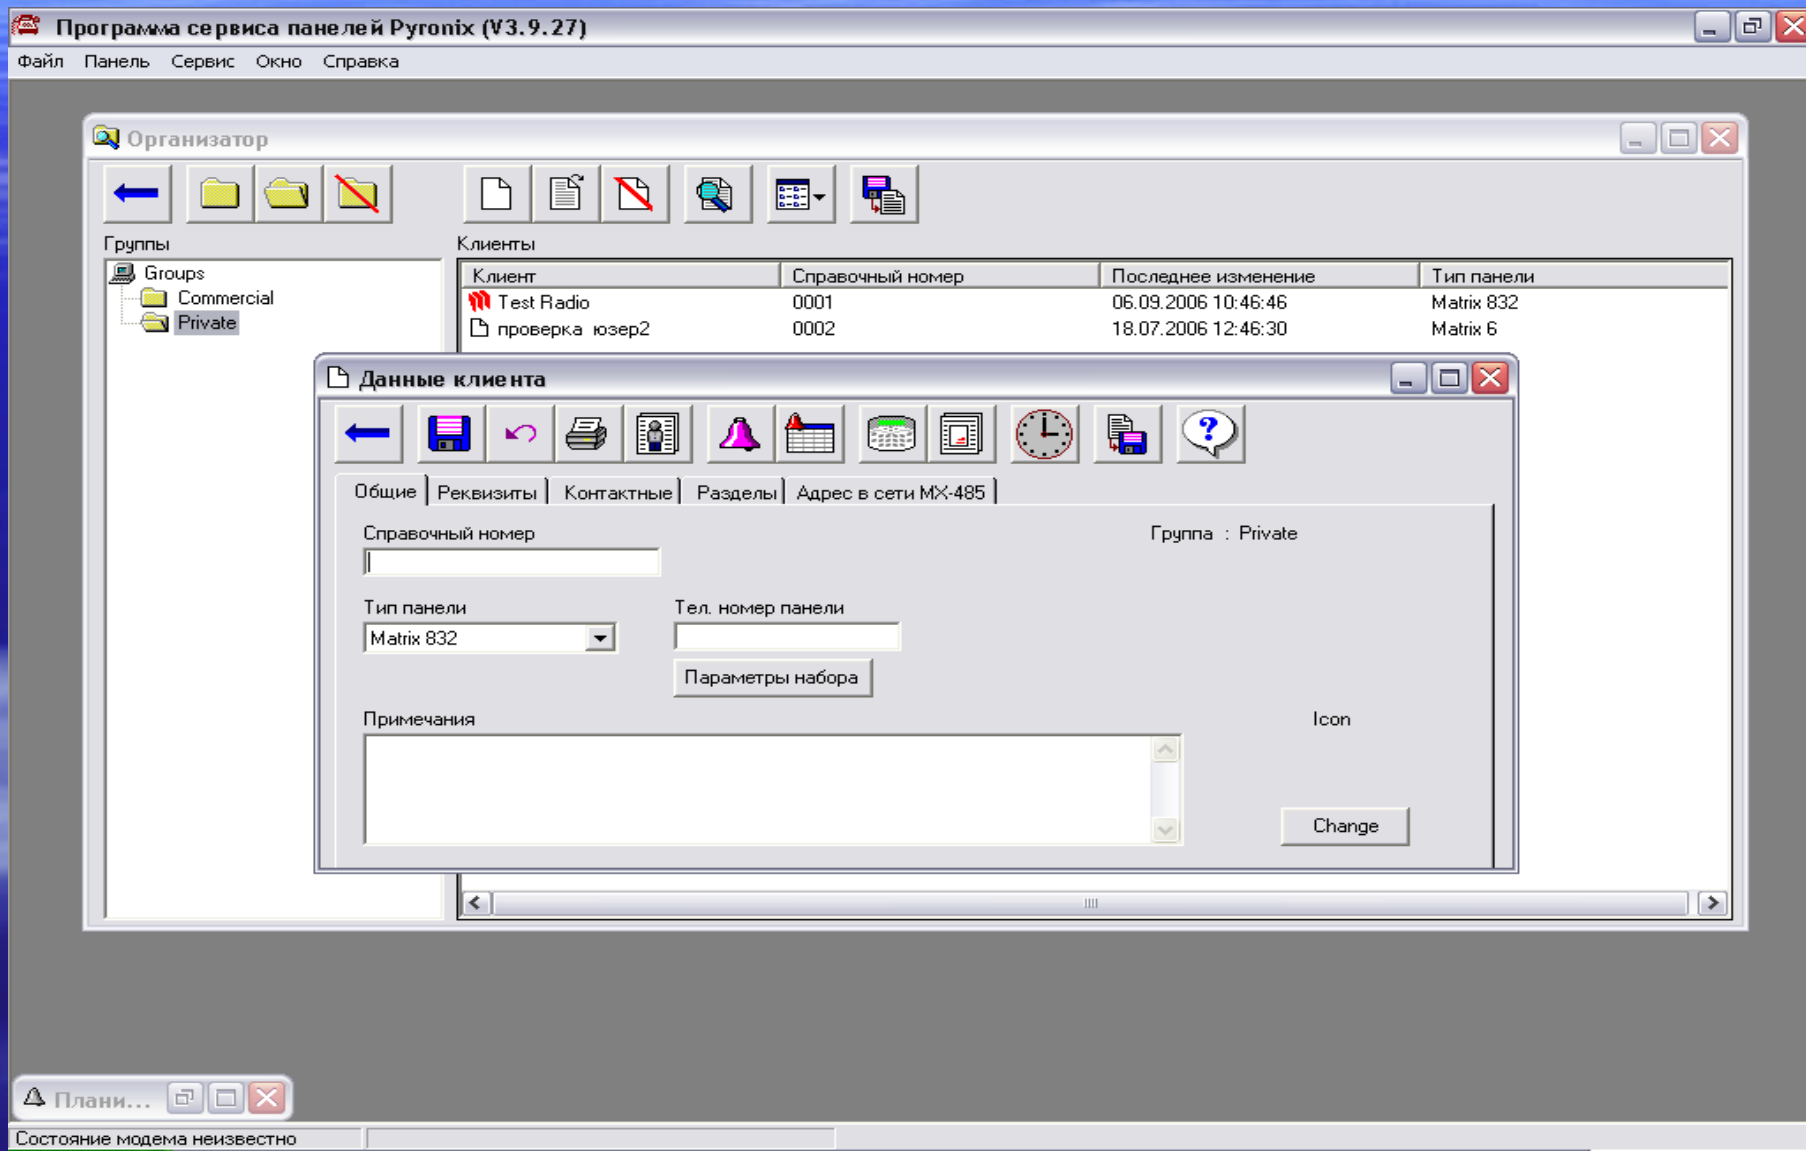 Программа сервиса панелей Pyronix (V3.9.27)
Файл Панель Сервис Окно Справка
Организатор
Группы
Клиенты
Groups
Commercial
Private
Клиент Справочный номер Последнее изменение Тип панели
Test Radio 0001 06.09.2006 10:46:46 Matrix 832
проверка юзер2 0002 18.07.2006 12:46:30 Matrix 6
Данные клиента
Общие Реквизиты Контактные Разделы Адрес в сети MX-485
Справочный номер
Группа : Private
Тип панели
Тел. номер панели
Matrix 832
Параметры набора
Примечания
Icon
Change
Плани...
Состояние модема неизвестно